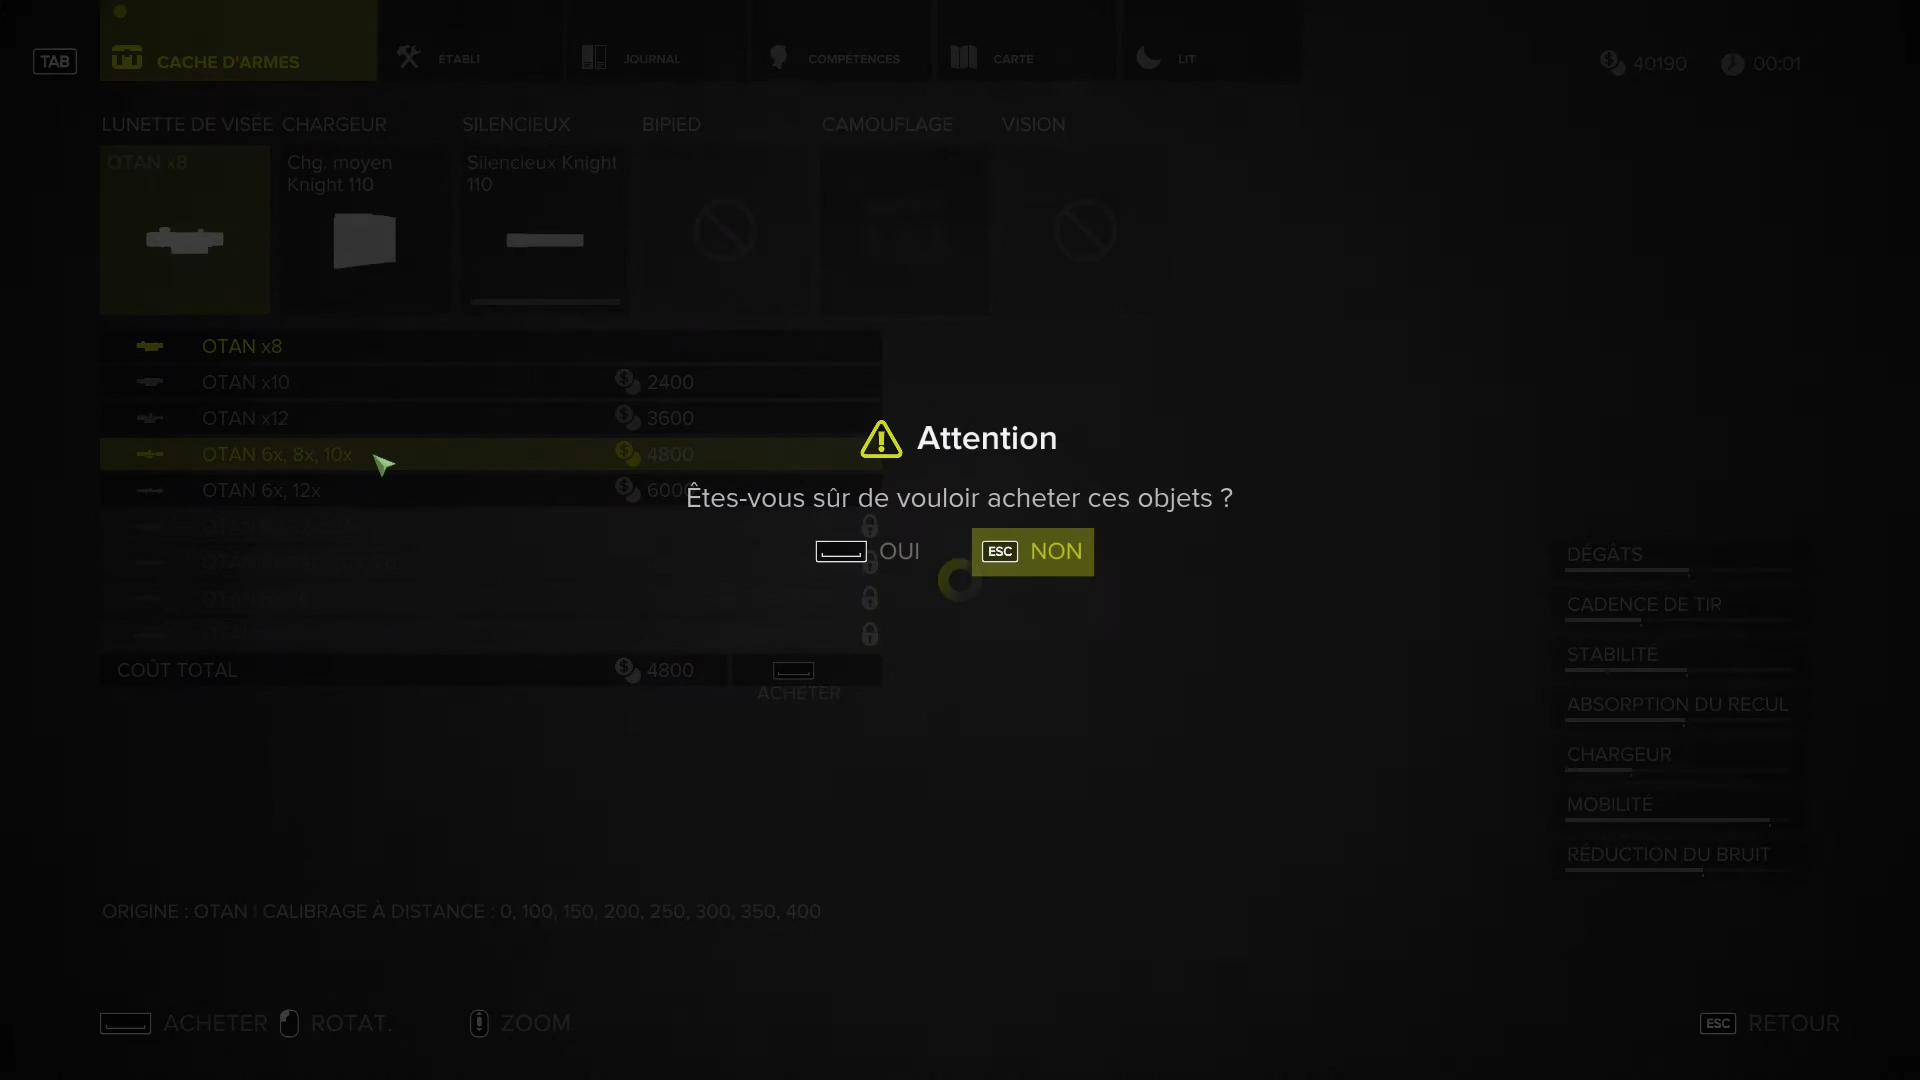 TAB
CACHE D'ARMES
ÉTABLI
JOURNAL
COMPÉTENCES
CARTE
LIT
40190
00:01
LUNETTE DE VISÉE
CHARGEUR
SILENCIEUX
BIPIED
CAMOUFLAGE
VISION
OTAN x8
Chg. moyen
Knight 110
Silencieux Knight
110
OTAN x8
OTAN x10
2400
OTAN x12
3600
OTAN 6x, 8x, 10x
4800
OTAN 6x, 12x
6000
Attention
Êtes-vous sûr de vouloir acheter ces objets ?
OUI
ESC NON
COÛT TOTAL
4800
ACHETER
DÉGÂTS
CADENCE DE TIR
STABILITÉ
ABSORPTION DU RECUL
CHARGEUR
MOBILITÉ
RÉDUCTION DU BRUIT
ORIGINE : OTAN | CALIBRAGE À DISTANCE : 0, 100, 150, 200, 250, 300, 350, 400
ACHETER
ROTAT.
ZOOM
ESC RETOUR